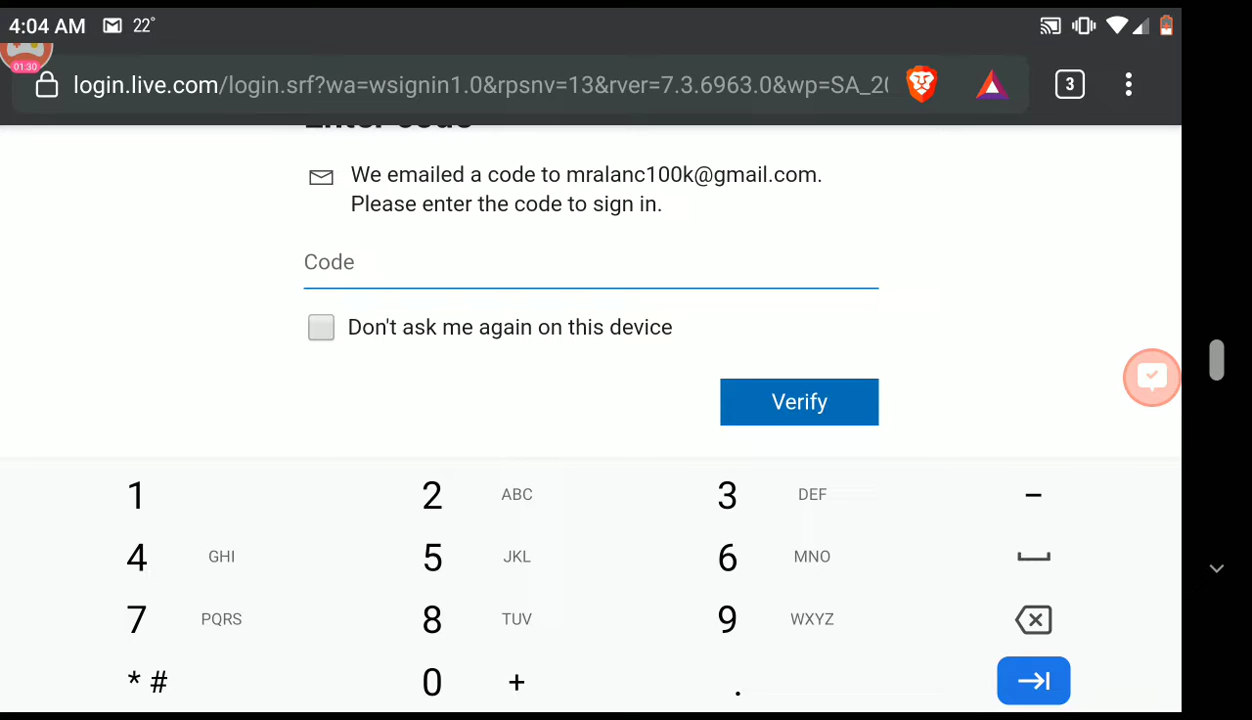 4:04 AM 22°
01:30
login.live.com/login.srf?wa=wsignin1.0&rpsnv=13&rver=7.3.6963.0&wp=SA_20
3
Enter code
We emailed a code to mralanc100k@gmail.com.
Please enter the code to sign in.
Code
Don't ask me again on this device
Verify
1 2 ABC 3 DEF -
4 GHI 5 JKL 6 MNO
7 PQRS 8 TUV 9 WXYZ
* # 0 + .